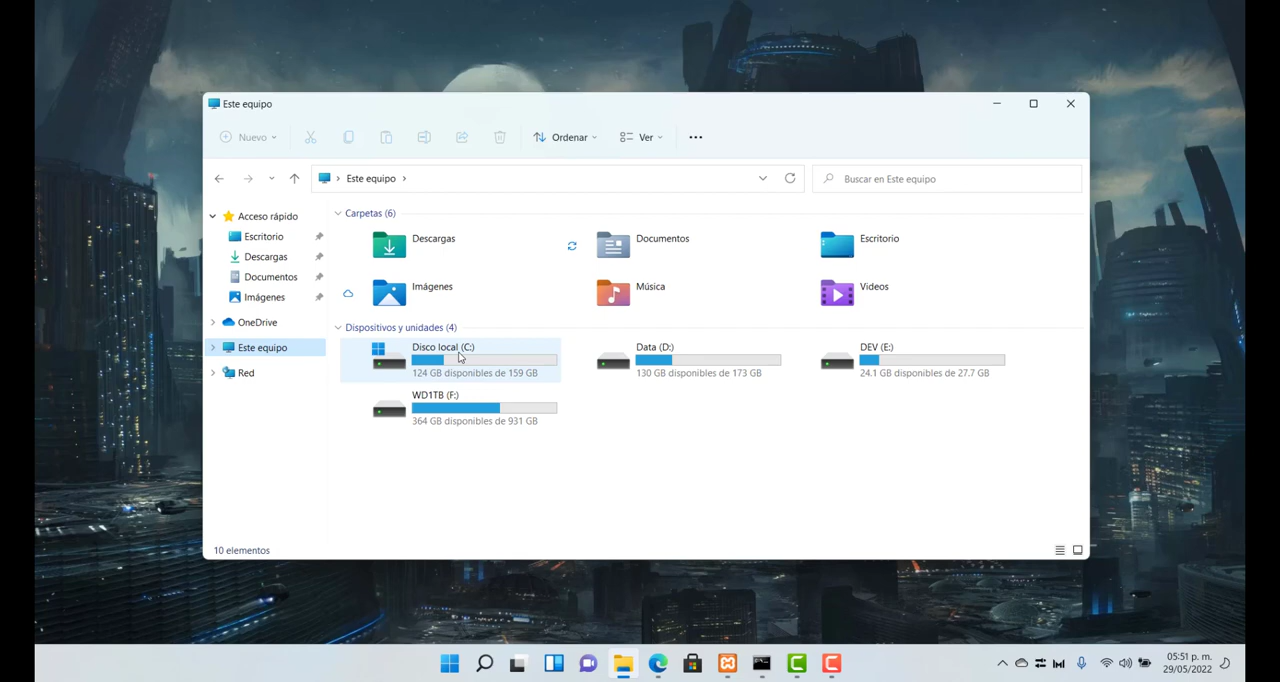 Este equipo
Nuevo
Ordenar
Ver
Este equipo
Buscar en Este equipo
Acceso rápido
Escritorio
Descargas
Documentos
Imágenes
OneDrive
Este equipo
Red
Carpetas (6)
Descargas
Documentos
Escritorio
Imágenes
Música
Videos
Dispositivos y unidades (4)
Disco local (C:)
124 GB disponibles de 159 GB
Data (D:)
130 GB disponibles de 173 GB
DEV (E:)
24.1 GB disponibles de 27.7 GB
WD1TB (F:)
364 GB disponibles de 931 GB
10 elementos
05:51 p. m.
29/05/2022